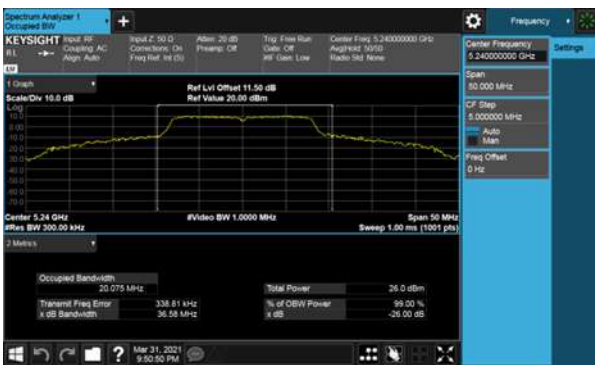 Spectrum Analyzer 1
Occupied BW
+
Frequency
KEYSIGHT Input: RF Input Z: 50 Ω Atten: 20 dB Trig: Free Run Center Freq: 5.240000000 GHz
RL Coupling: AC Corrections: On Preamp: Off Gate: Off Avg|Hold: 50/50
Align: Auto Freq Ref: Int (S) #IF Gain: Low Radio Std: None
Center Frequency
5.240000000 GHz
Settings
Span
50.000 MHz
CF Step
5.000000 MHz
Auto
Man
Freq Offset
0 Hz
1 Graph
Ref Lvl Offset 11.50 dB
Scale/Div 10.0 dB Ref Value 20.00 dBm
Log
10.0
0.00
-10.0
-20.0
-30.0
-40.0
-50.0
-60.0
-70.0
Center 5.24 GHz #Video BW 1.0000 MHz Span 50 MHz
#Res BW 300.00 kHz Sweep 1.00 ms (1001 pts)
2 Metrics
Occupied Bandwidth
20.075 MHz Total Power 26.0 dBm
Transmit Freq Error 338.81 kHz % of OBW Power 99.00 %
x dB Bandwidth 36.58 MHz x dB -26.00 dB
? Mar 31, 2021
9:50:50 PM